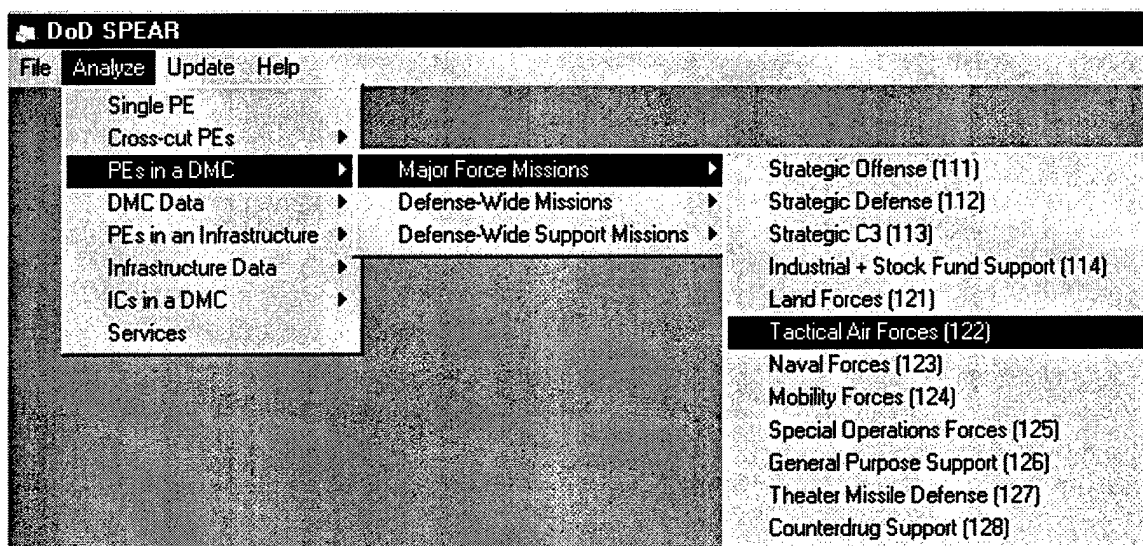 DoD SPEAR
File Analyze Update Help
Single PE
Cross-cut PEs
PEs in a DMC
DMC Data
PEs in an Infrastructure
Infrastructure Data
ICs in a DMC
Services
Major Force Missions
Defense-Wide Missions
Defense-Wide Support Missions
Strategic Offense (111)
Strategic Defense (112)
Strategic C3 (113)
Industrial + Stock Fund Support (114)
Land Forces (121)
Tactical Air Forces (122)
Naval Forces (123)
Mobility Forces (124)
Special Operations Forces (125)
General Purpose Support (126)
Theater Missile Defense (127)
Counterdrug Support (128)